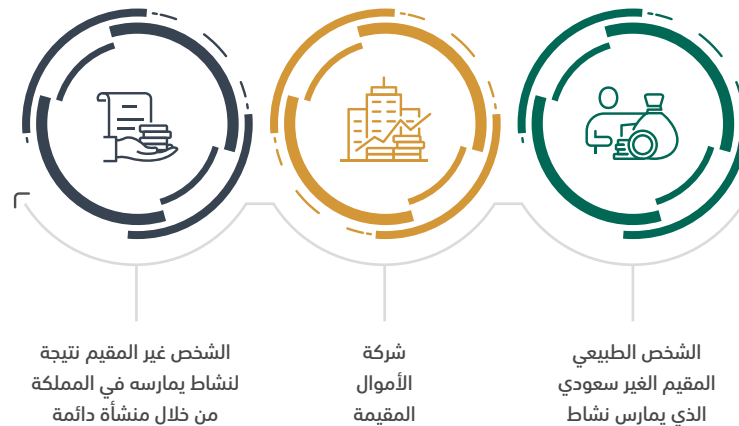 الشخص الطبيعي
المقيم الغير سعودي
الذي يمارس نشاط
شركة
الأموال
المقيمة
الشخص غير المقيم نتيجة
لنشاط يمارسه في المملكة
من خلال منشأة دائمة